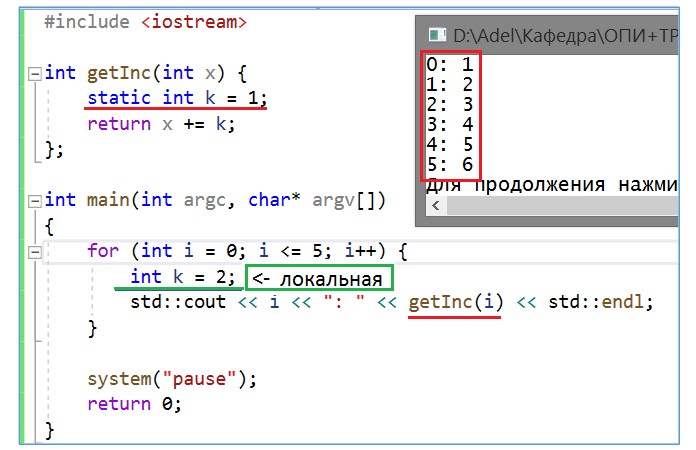 #include <iostream>
int getInc(int x) {
static int k = 1;
return x += k;
};
int main(int argc, char* argv[])
{
for (int i = 0; i <= 5; i++) {
int k = 2; <- локальная
std::cout << i << ": " << getInc(i) << std::endl;
}
system("pause");
return 0;
}
D:\Adel\Кафедра\ОПИ+ТР
0: 1
1: 2
2: 3
3: 4
4: 5
5: 6
Для продолжения нажми